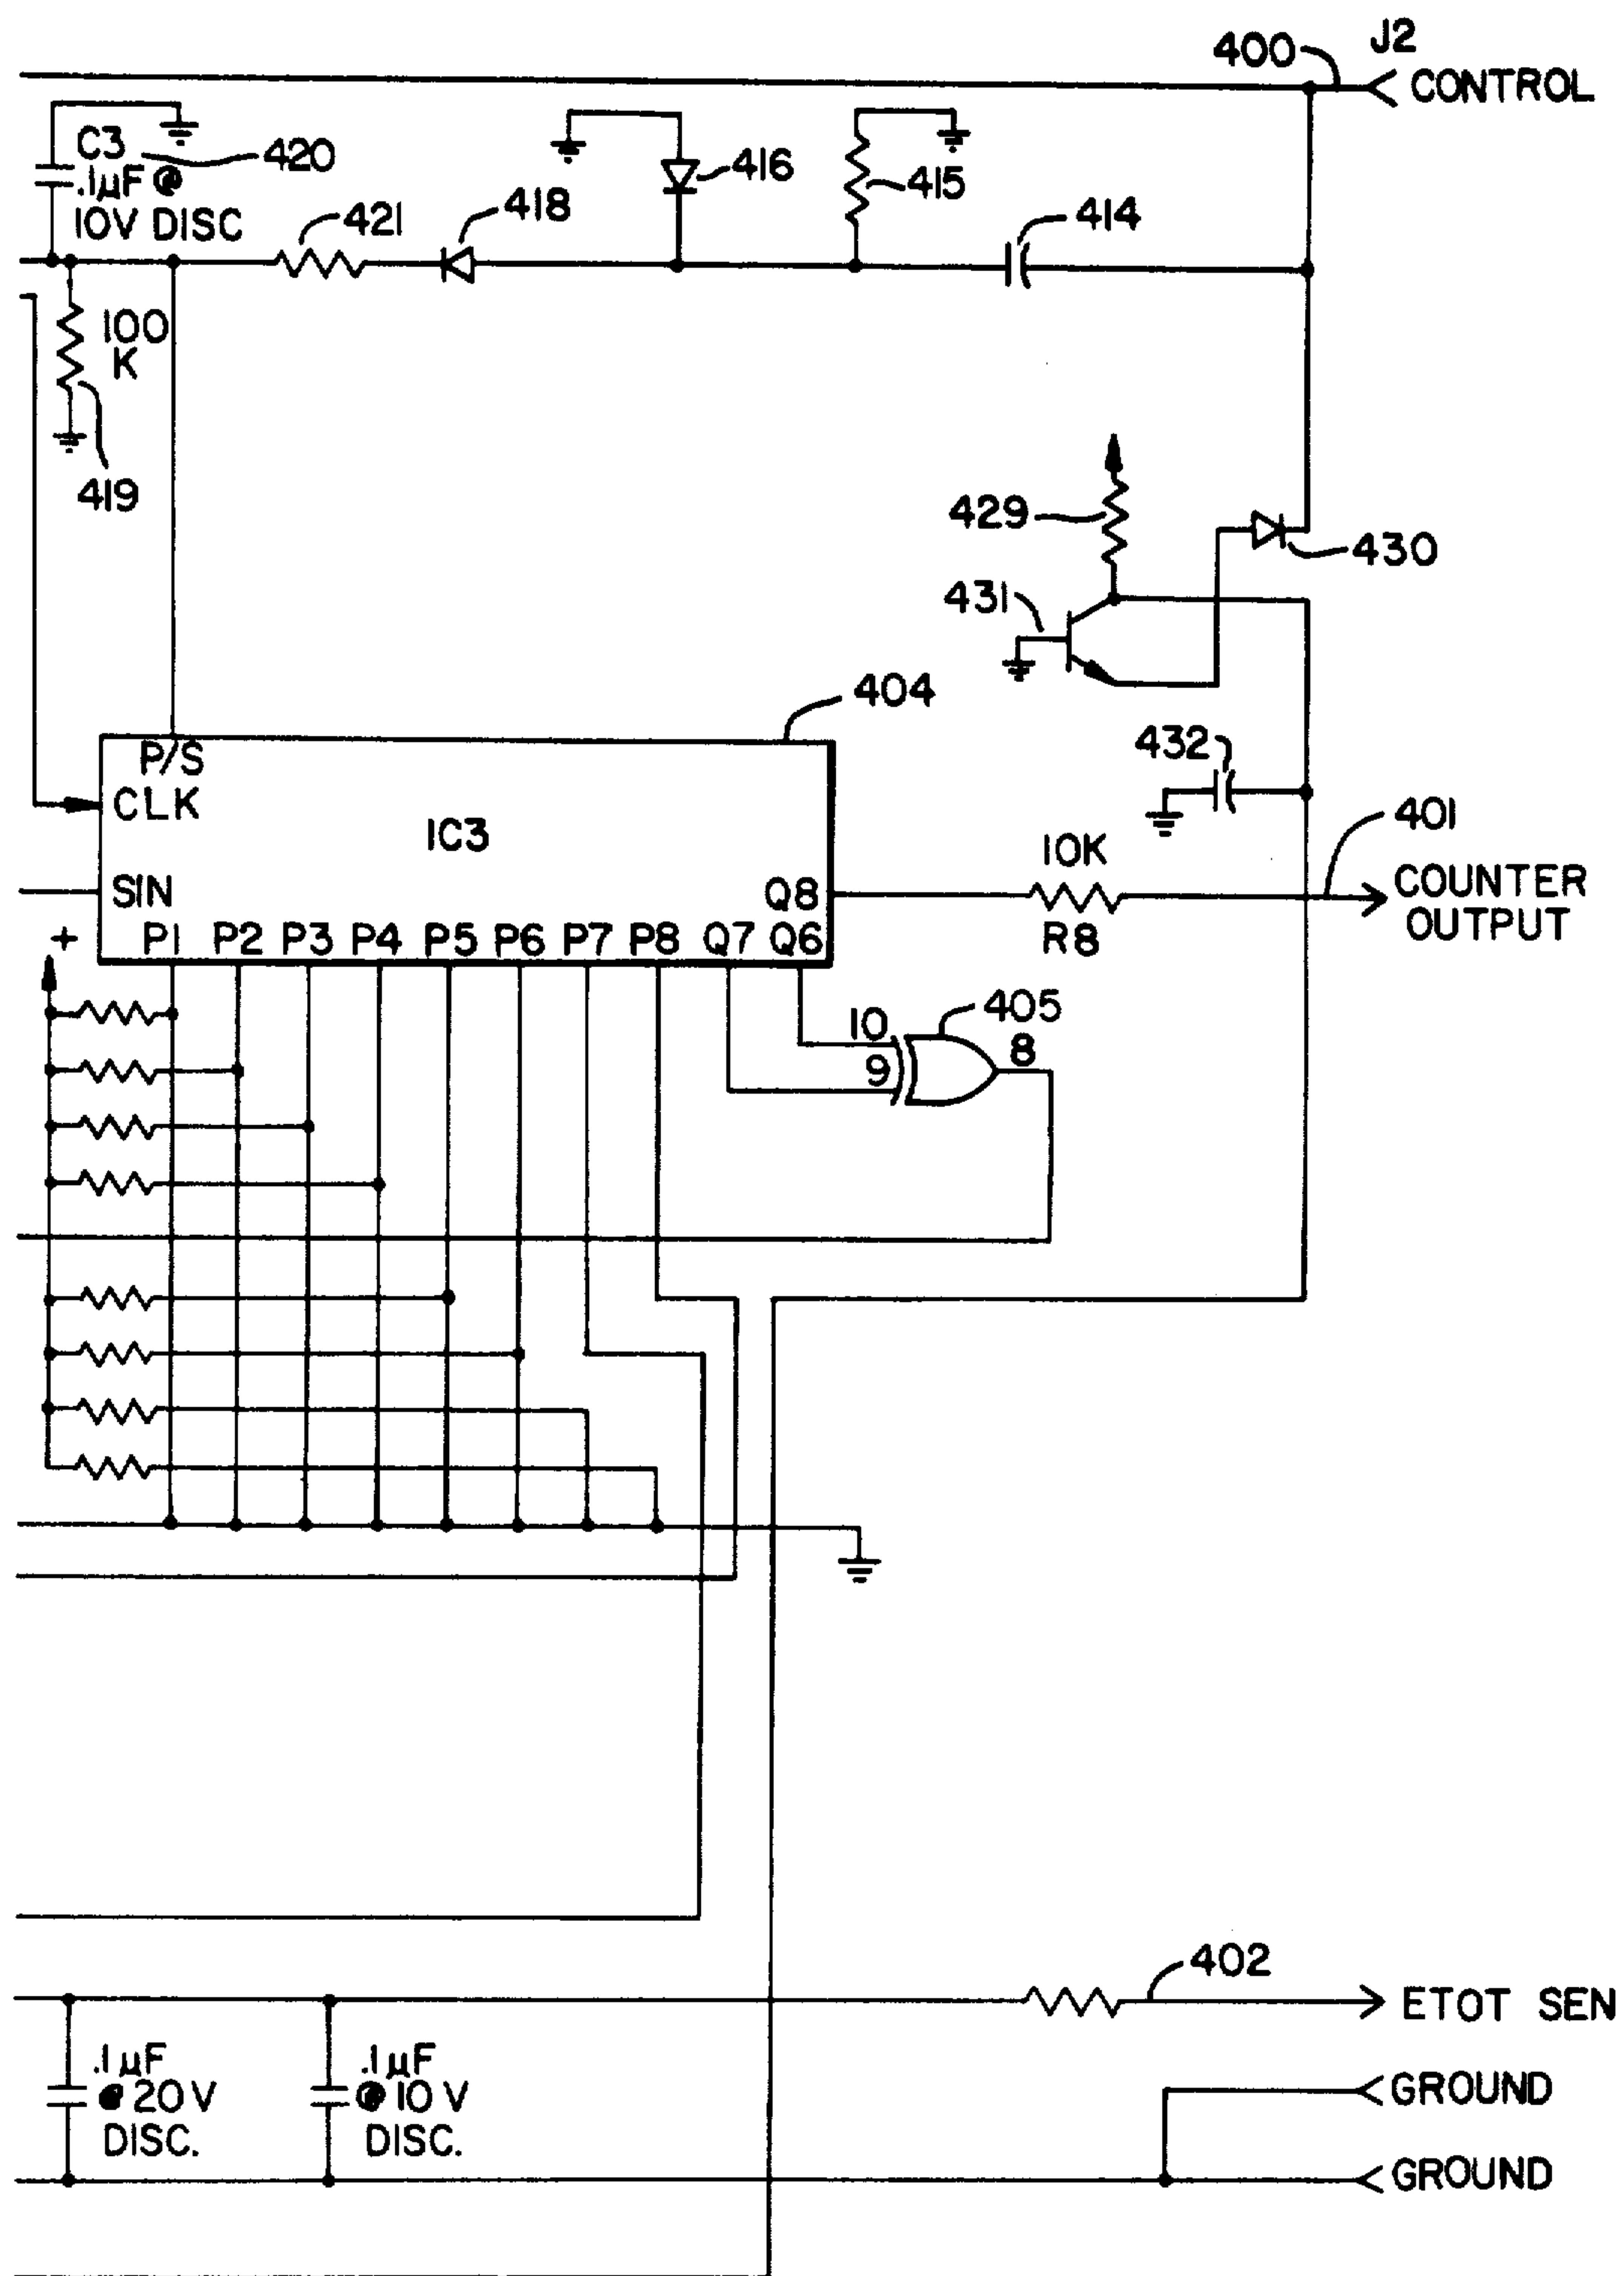 J2
400
CONTROL
C3
420
.1µF @
10V DISC
416
415
421
418
414
100
K
419
429
430
431
404
432
P/S
CLK
IC3
401
10K
SIN
Q8
COUNTER
OUTPUT
R8
+
P1 P2 P3 P4 P5 P6 P7 P8 Q7 Q6
405
10
8
9
402
ETOT SEN
.1µF
@ 20V
DISC.
.1µF
@ 10V
DISC.
GROUND
GROUND